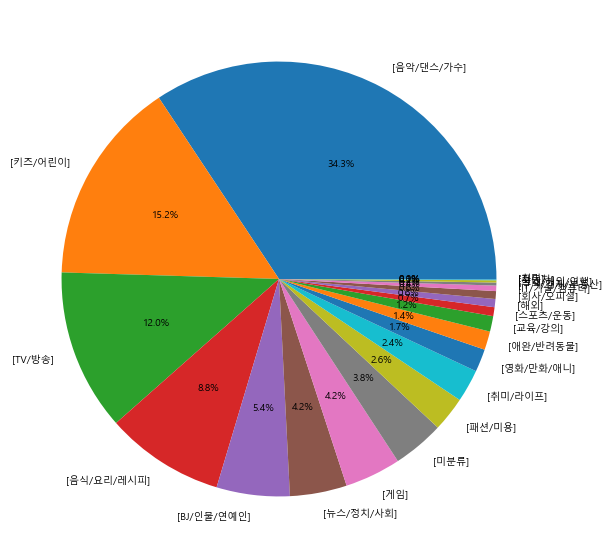 [음악/댄스/가수]
34.3%
[키즈/어린이]
15.2%
[TV/방송]
12.0%
[음식/요리/레시피]
8.8%
[BJ/인물/연예인]
5.4%
[뉴스/정치/사회]
4.2%
[게임]
4.2%
[미분류]
3.8%
[패션/미용]
2.6%
[취미/라이프]
2.4%
[영화/만화/애니]
1.7%
[애완/반려동물]
1.4%
[교육/강의]
1.2%
[스포츠/운동]
0.7%
[해외]
[회사/오피셜]